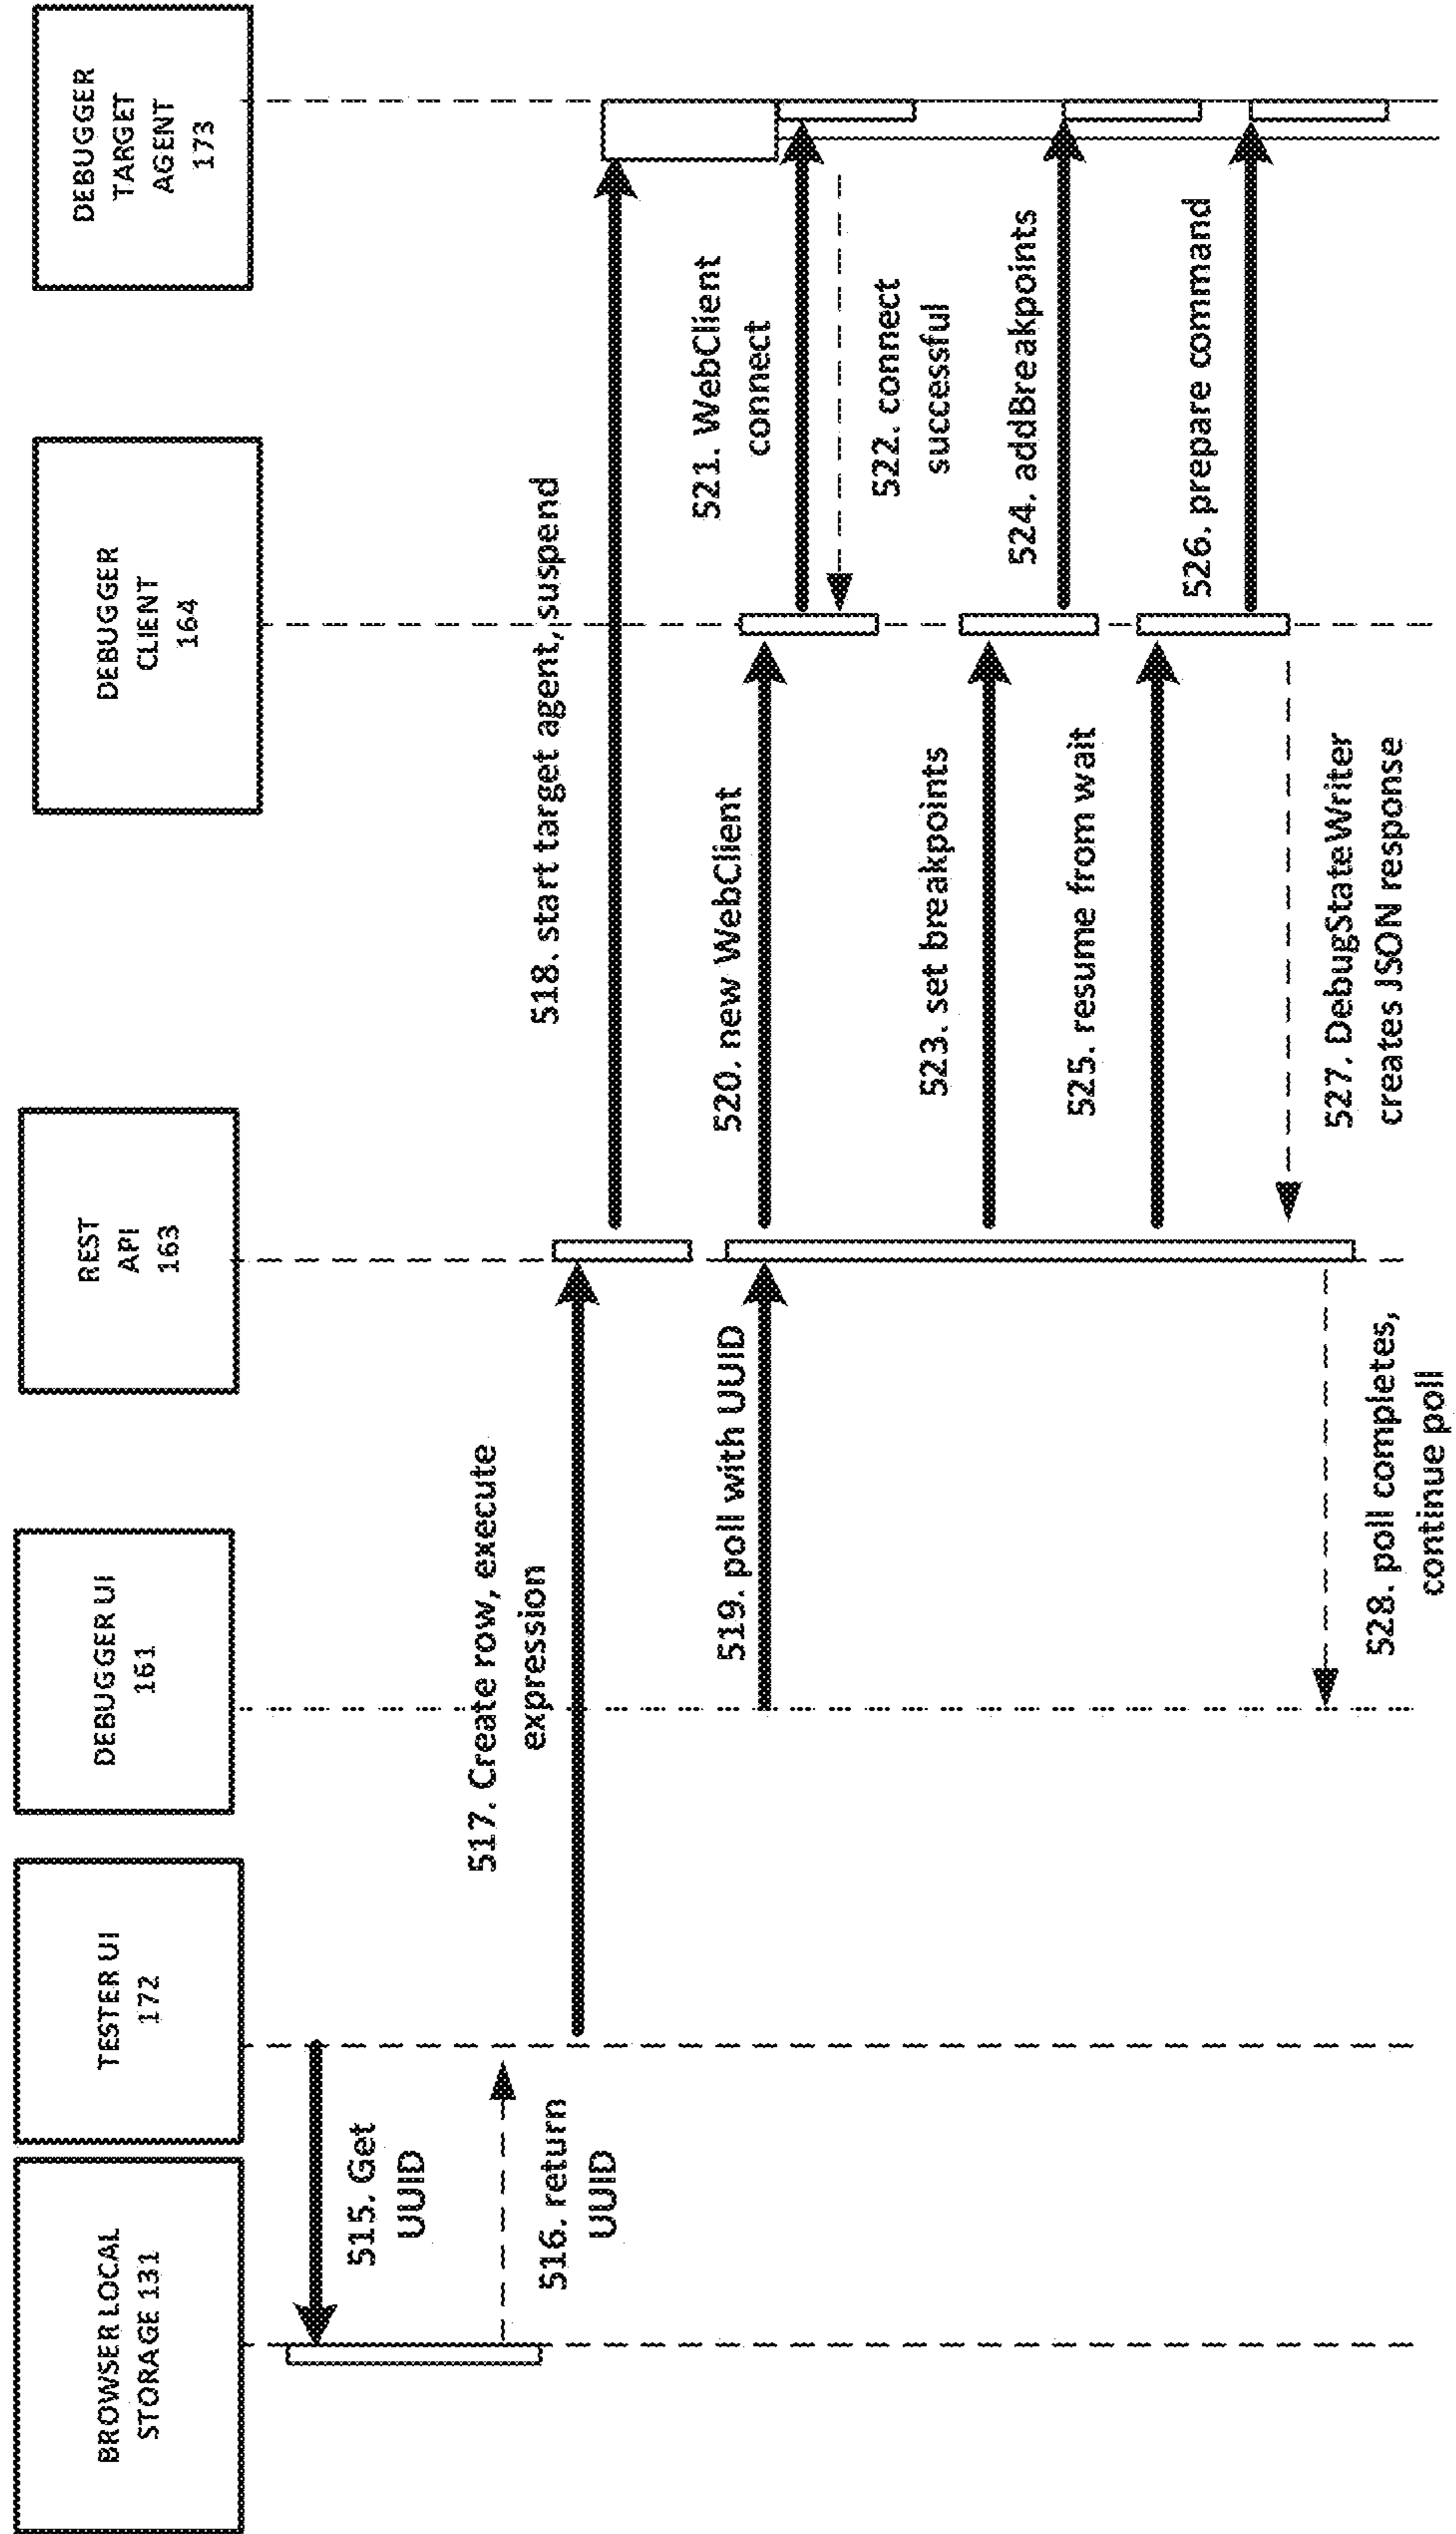 BROWSER LOCAL
STORAGE 131
TESTER UI
172
DEBUGGER UI
161
REST
API
163
DEBUGGER
CLIENT
164
DEBUGGER
TARGET
AGENT
173
515. Get
UUID
516. return
UUID
517. Create row, execute
expression
518. start target agent, suspend
519. poll with UUID
520. new WebClient
521. WebClient
connect
522. connect
successful
523. set breakpoints
524. addBreakpoints
525. resume from wait
526. prepare command
527. DebugStateWriter
creates JSON response
528. poll completes,
continue poll